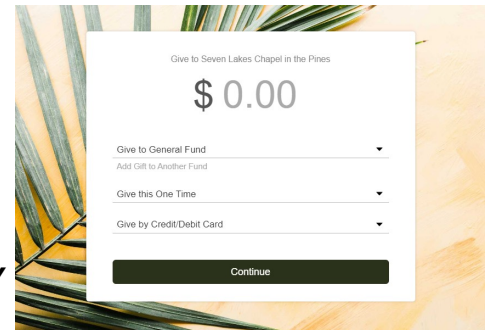 Give to Seven Lakes Chapel in the Pines
$ 0.00
Give to General Fund
Add Gift to Another Fund
Give this One Time
Give by Credit/Debit Card
Continue